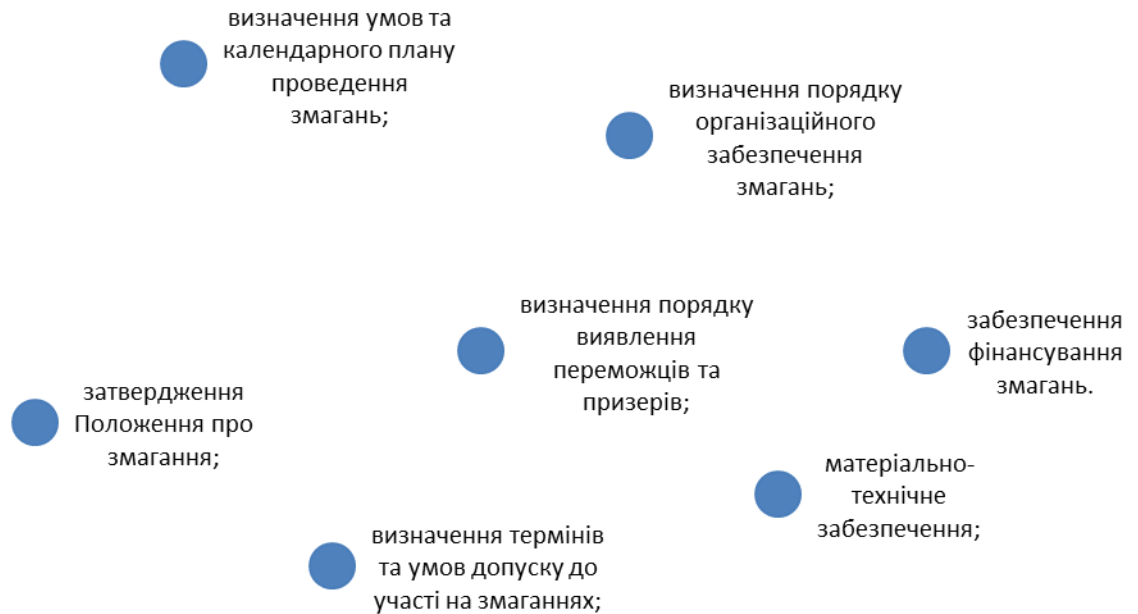 визначення умов та
календарного плану
проведення
змагань;
визначення порядку
організаційного
забезпечення
змагань;
визначення порядку
виявлення
переможців та
призерів;
забезпечення
фінансування
змагань.
затвердження
Положення про
змагання;
матеріально-
технічне
забезпечення;
визначення термінів
та умов допуску до
участі на змаганнях;